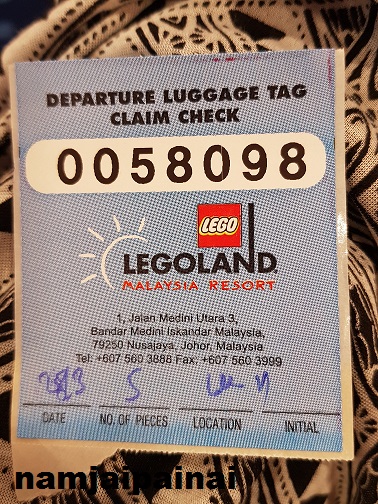 DEPARTURE LUGGAGE TAG
CLAIM CHECK
0058098
LEGO
LEGOLAND
MALAYSIA RESORT
1, Jalan Medini Utara 3,
Bandar Medini Iskandar Malaysia,
79250 Nusajaya, Johor, Malaysia
Tel: +607 560 3888 Fax: +607 560 3999
5
DATE NO. OF PIECES LOCATION INITIAL
namjaipainai